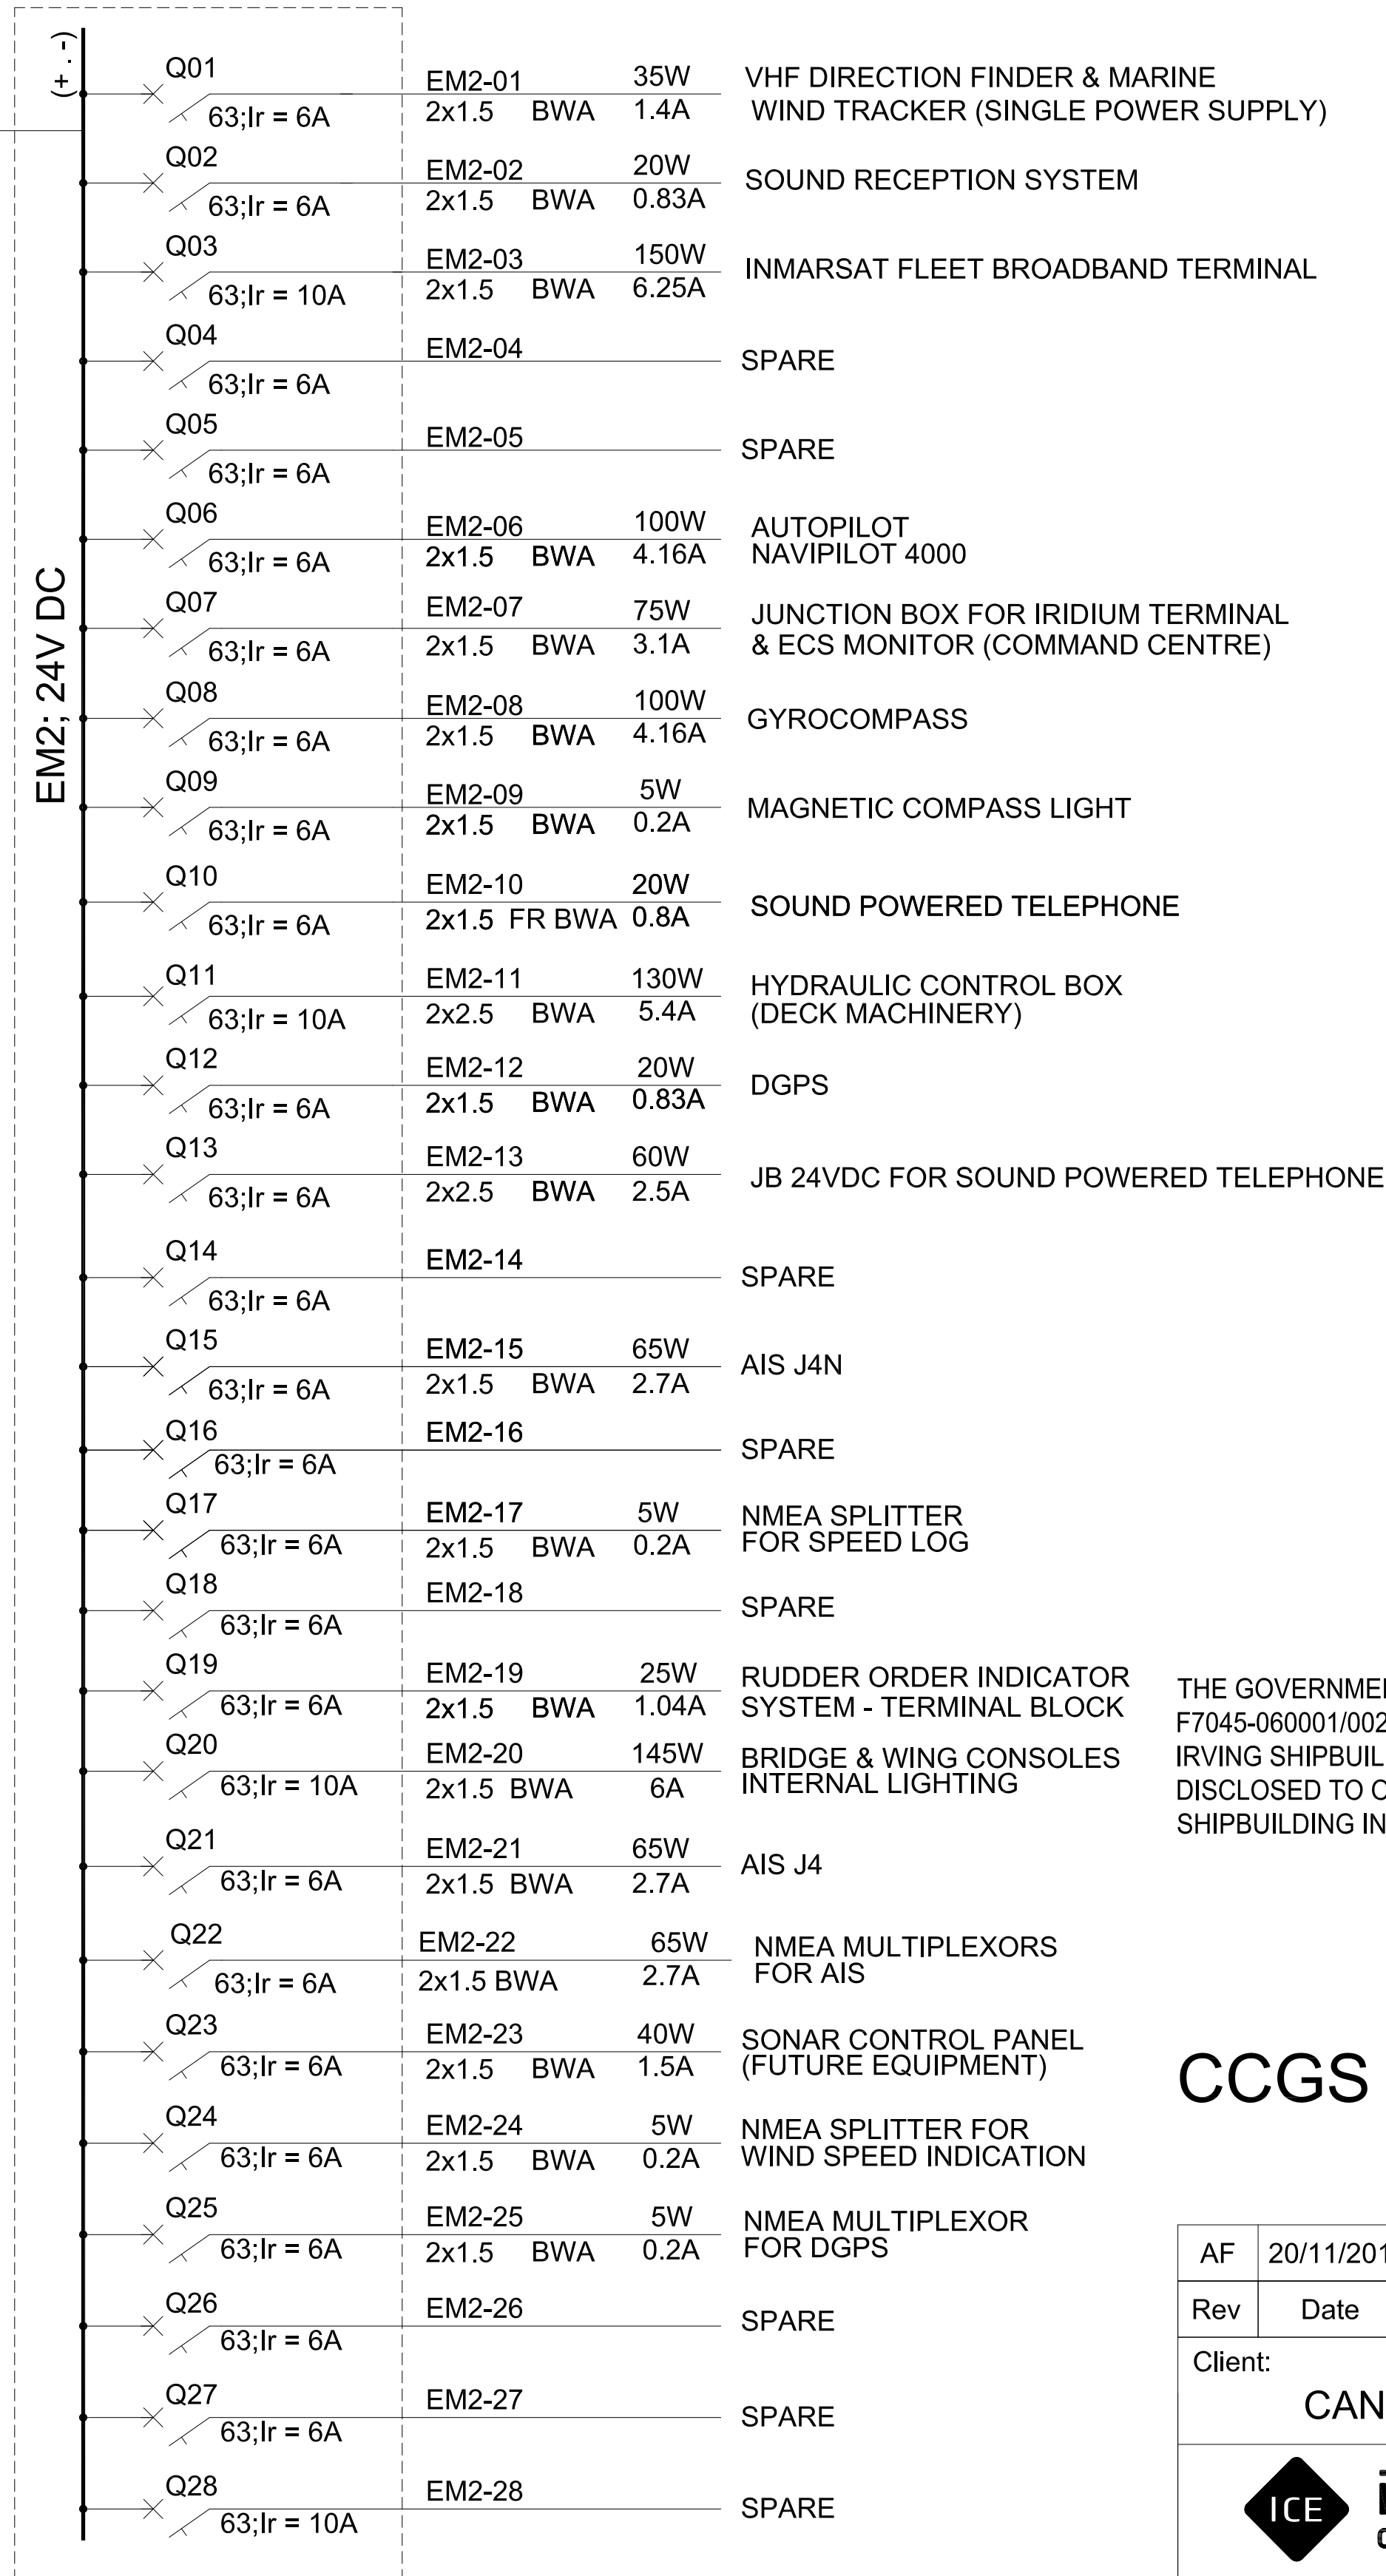 (+ . -)
EM2; 24V DC
Q01
63;Ir = 6A
EM2-01 35W
2x1.5 BWA 1.4A
VHF DIRECTION FINDER & MARINE
WIND TRACKER (SINGLE POWER SUPPLY)
Q02
63;Ir = 6A
EM2-02 20W
2x1.5 BWA 0.83A
SOUND RECEPTION SYSTEM
Q03
63;Ir = 10A
EM2-03 150W
2x1.5 BWA 6.25A
INMARSAT FLEET BROADBAND TERMINAL
Q04
63;Ir = 6A
EM2-04
SPARE
Q05
63;Ir = 6A
EM2-05
SPARE
Q06
63;Ir = 6A
EM2-06 100W
2x1.5 BWA 4.16A
AUTOPILOT
NAVIPILOT 4000
Q07
63;Ir = 6A
EM2-07 75W
2x1.5 BWA 3.1A
JUNCTION BOX FOR IRIDIUM TERMINAL
& ECS MONITOR (COMMAND CENTRE)
Q08
63;Ir = 6A
EM2-08 100W
2x1.5 BWA 4.16A
GYROCOMPASS
Q09
63;Ir = 6A
EM2-09 5W
2x1.5 BWA 0.2A
MAGNETIC COMPASS LIGHT
Q10
63;Ir = 6A
EM2-10 20W
2x1.5 FR BWA 0.8A
SOUND POWERED TELEPHONE
Q11
63;Ir = 10A
EM2-11 130W
2x2.5 BWA 5.4A
HYDRAULIC CONTROL BOX
(DECK MACHINERY)
Q12
63;Ir = 6A
EM2-12 20W
2x1.5 BWA 0.83A
DGPS
Q13
63;Ir = 6A
EM2-13 60W
2x2.5 BWA 2.5A
JB 24VDC FOR SOUND POWERED TELEPHONE
Q14
63;Ir = 6A
EM2-14
SPARE
Q15
63;Ir = 6A
EM2-15 65W
2x1.5 BWA 2.7A
AIS J4N
Q16
63;Ir = 6A
EM2-16
SPARE
Q17
63;Ir = 6A
EM2-17 5W
2x1.5 BWA 0.2A
NMEA SPLITTER
FOR SPEED LOG
Q18
63;Ir = 6A
EM2-18
SPARE
Q19
63;Ir = 6A
EM2-19 25W
2x1.5 BWA 1.04A
RUDDER ORDER INDICATOR
SYSTEM - TERMINAL BLOCK
Q20
63;Ir = 10A
EM2-20 145W
2x1.5 BWA 6A
BRIDGE & WING CONSOLES
INTERNAL LIGHTING
Q21
63;Ir = 6A
EM2-21 65W
2x1.5 BWA 2.7A
AIS J4
Q22
63;Ir = 6A
EM2-22 65W
2x1.5 BWA 2.7A
NMEA MULTIPLEXORS
FOR AIS
Q23
63;Ir = 6A
EM2-23 40W
2x1.5 BWA 1.5A
SONAR CONTROL PANEL
(FUTURE EQUIPMENT)
Q24
63;Ir = 6A
EM2-24 5W
2x1.5 BWA 0.2A
NMEA SPLITTER FOR
WIND SPEED INDICATION
Q25
63;Ir = 6A
EM2-25 5W
2x1.5 BWA 0.2A
NMEA MULTIPLEXOR
FOR DGPS
Q26
63;Ir = 6A
EM2-26
SPARE
Q27
63;Ir = 6A
EM2-27
SPARE
Q28
63;Ir = 10A
EM2-28
SPARE
THE GOVERNME
F7045-060001/002
IRVING SHIPBUIL
DISCLOSED TO
SHIPBUILDING IN
CCGS
AF 20/11/201
Rev Date
Client:
CAN
ICE